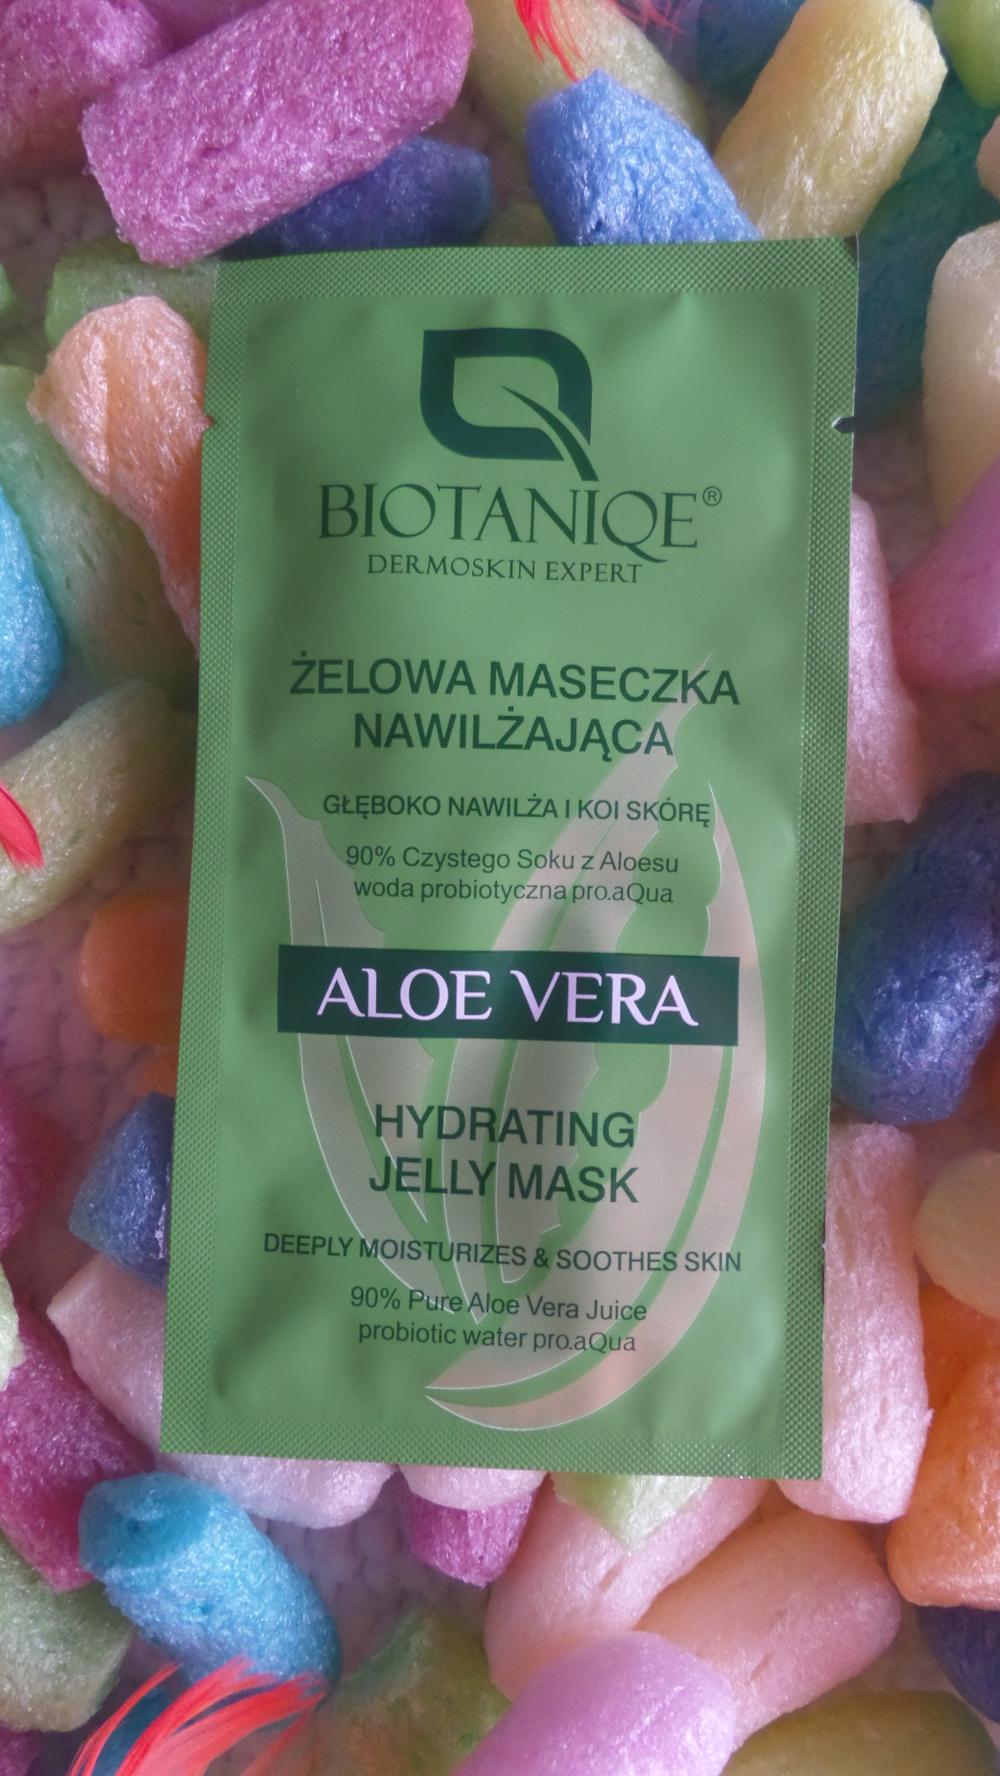 BIOTANIQE®
DERMOSKIN EXPERT
ŻELOWA MASECZKA
NAWILŻAJĄCA
GŁĘBOKO NAWILŻA I KOI SKÓRĘ
90% Czystego Soku z Aloesu
woda probiotyczna pro.aQua
ALOE VERA
HYDRATING
JELLY MASK
DEEPLY MOISTURIZES & SOOTHES SKIN
90% Pure Aloe Vera Juice
probiotic water pro.aQua